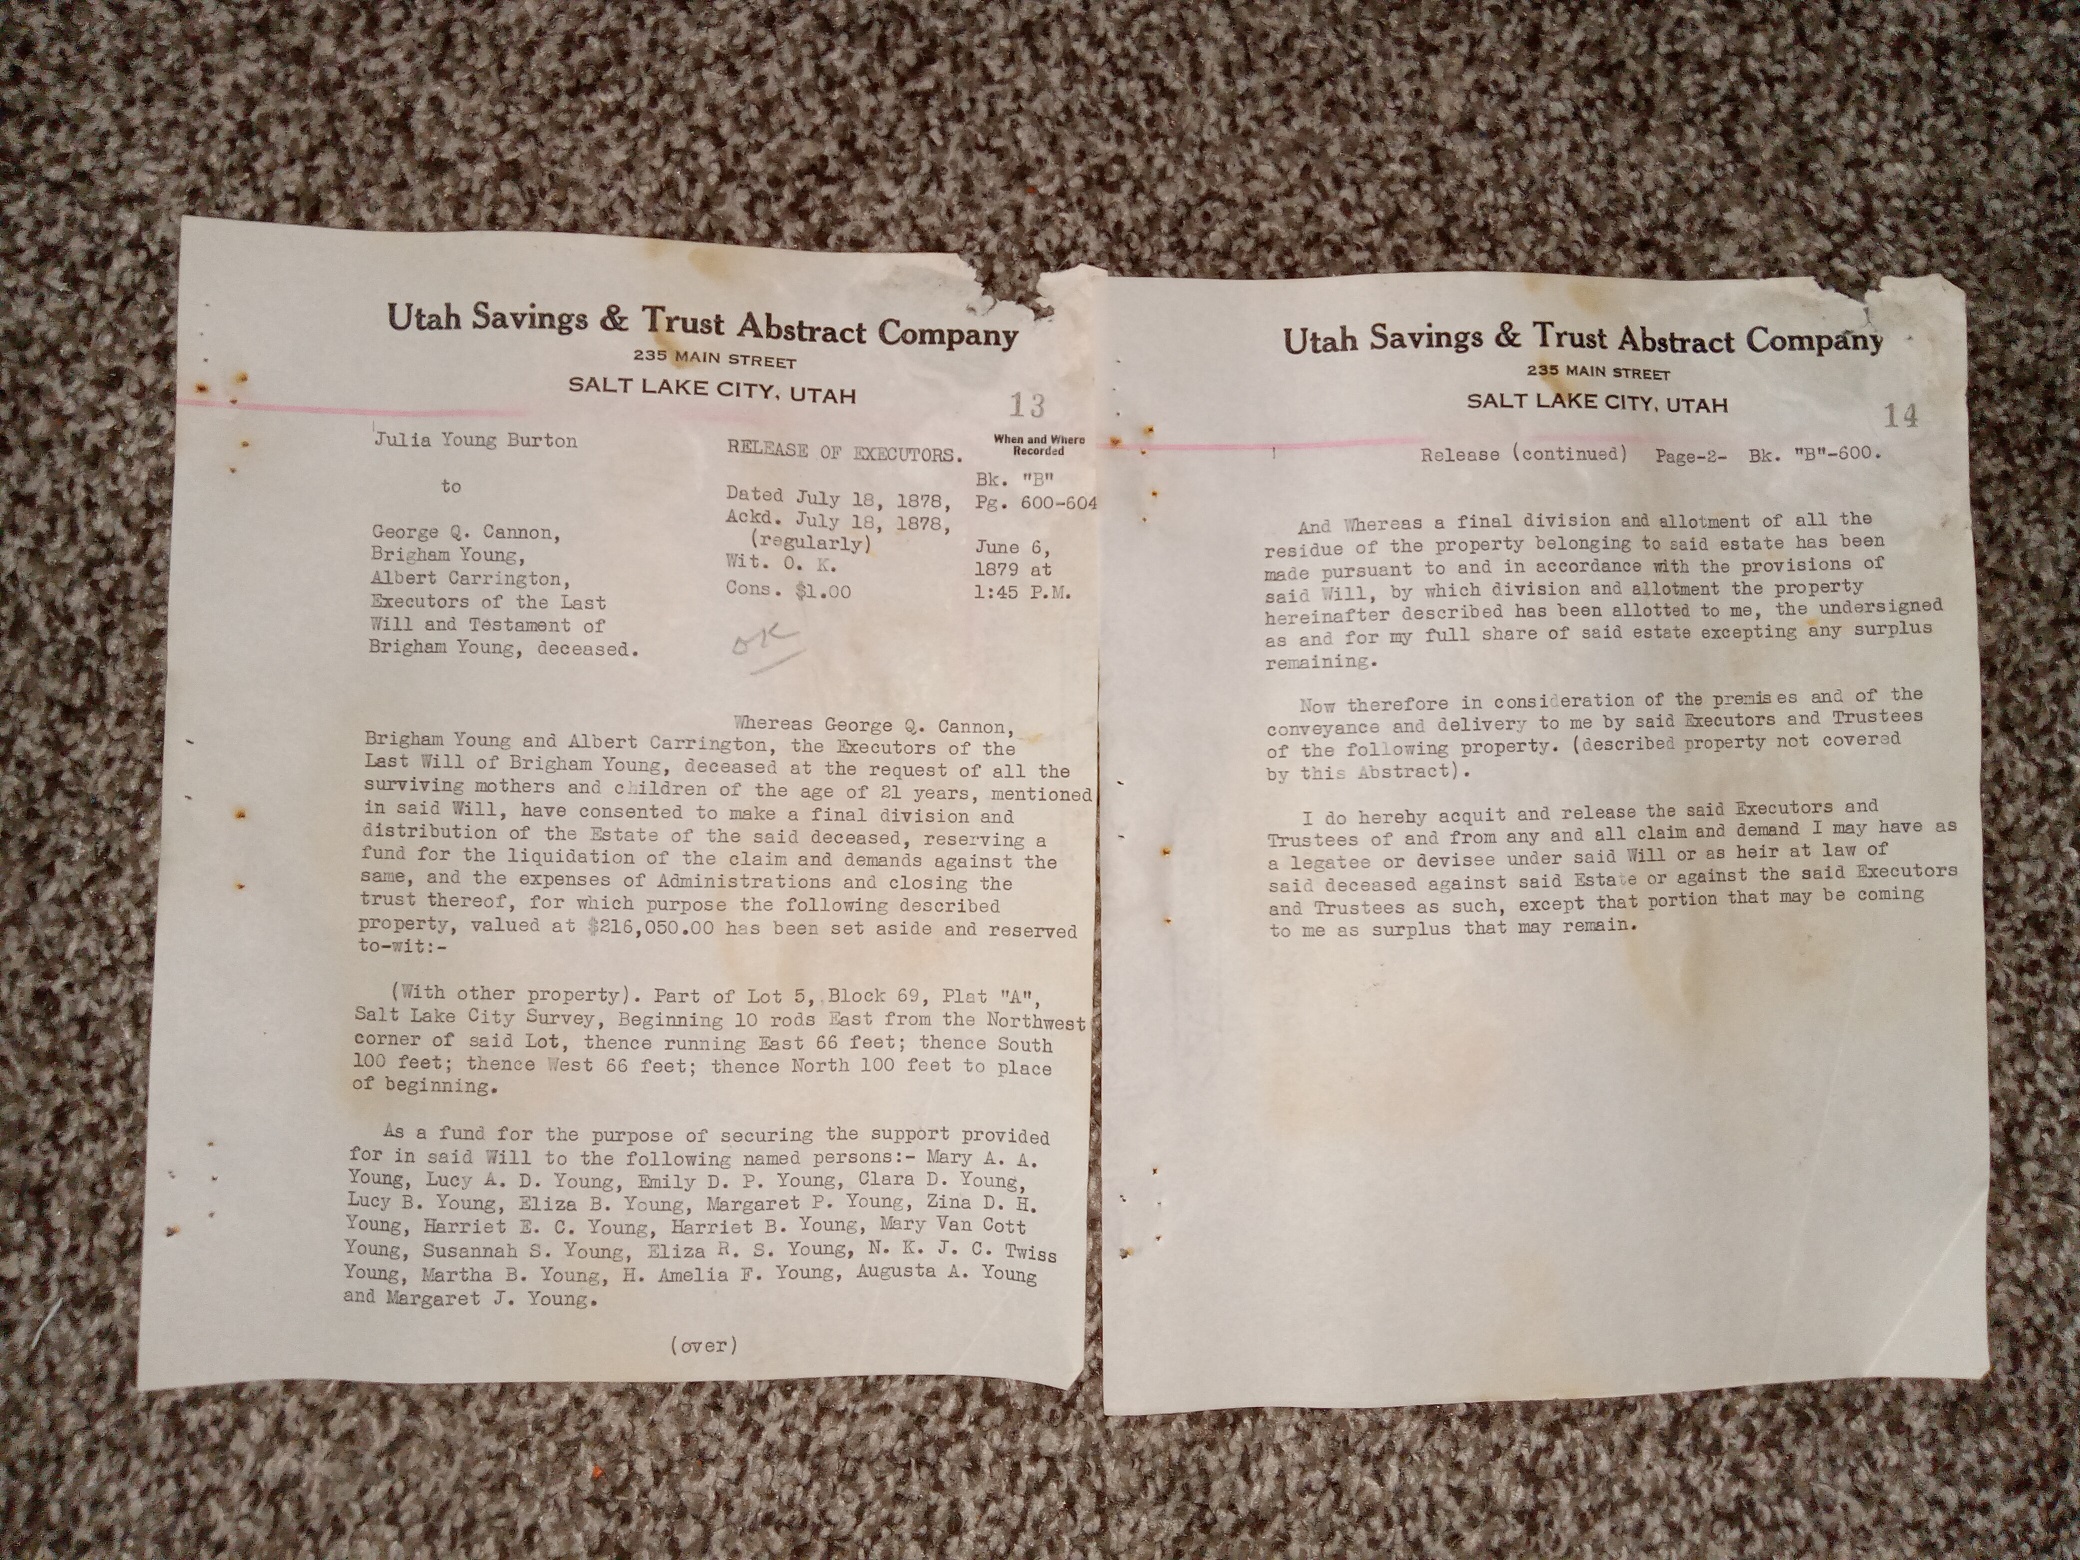 Utah Savings & Trust Abstract Company
235 MAIN STREET
SALT LAKE CITY, UTAH
13
Julia Young Burton
to
George Q. Cannon,
Brigham Young,
Albert Carrington,
Executors of the Last
Will and Testament of
Brigham Young, deceased.
RELEASE OF EXECUTORS.
Dated July 18, 1878,
Ackd. July 18, 1878,
(regularly)
Wit. O. K.
Cons. $1.00
OK
When and Where
Recorded
Bk. "B"
Pg. 600-604
June 6,
1879 at
1:45 P.M.
Whereas George Q. Cannon,
Brigham Young and Albert Carrington, the Executors of the
Last Will of Brigham Young, deceased at the request of all the
surviving mothers and children of the age of 21 years, mentioned
in said Will, have consented to make a final division and
distribution of the Estate of the said deceased, reserving a
fund for the liquidation of the claim and demands against the
same, and the expenses of Administrations and closing the
trust thereof, for which purpose the following described
property, valued at $216,050.00 has been set aside and reserved
to-wit:-
(With other property). Part of Lot 5, Block 69, Plat "A",
Salt Lake City Survey, Beginning 10 rods East from the Northwest
corner of said Lot, thence running East 66 feet; thence South
100 feet; thence West 66 feet; thence North 100 feet to place
of beginning.
As a fund for the purpose of securing the support provided
for in said Will to the following named persons:- Mary A. A.
Young, Lucy A. D. Young, Emily D. P. Young, Clara D. Young,
Lucy B. Young, Eliza B. Young, Margaret P. Young, Zina D. H.
Young, Harriet E. C. Young, Harriet B. Young, Mary Van Cott
Young, Susannah S. Young, Eliza R. S. Young, N. K. J. C. Twiss
Young, Martha B. Young, H. Amelia F. Young, Augusta A. Young
and Margaret J. Young.
(over)
Utah Savings & Trust Abstract Company
235 MAIN STREET
SALT LAKE CITY, UTAH
14
Release (continued) Page-2- Bk. "B"-600.
And Whereas a final division and allotment of all the
residue of the property belonging to said estate has been
made pursuant to and in accordance with the provisions of
said Will, by which division and allotment the property
hereinafter described has been allotted to me, the undersigned
as and for my full share of said estate excepting any surplus
remaining.
Now therefore in consideration of the premises and of the
conveyance and delivery to me by said Executors and Trustees
of the following property. (described property not covered
by this Abstract).
I do hereby acquit and release the said Executors and
Trustees of and from any and all claim and demand I may have as
a legatee or devisee under said Will or as heir at law of
said deceased against said Estate or against the said Executors
and Trustees as such, except that portion that may be coming
to me as surplus that may remain.